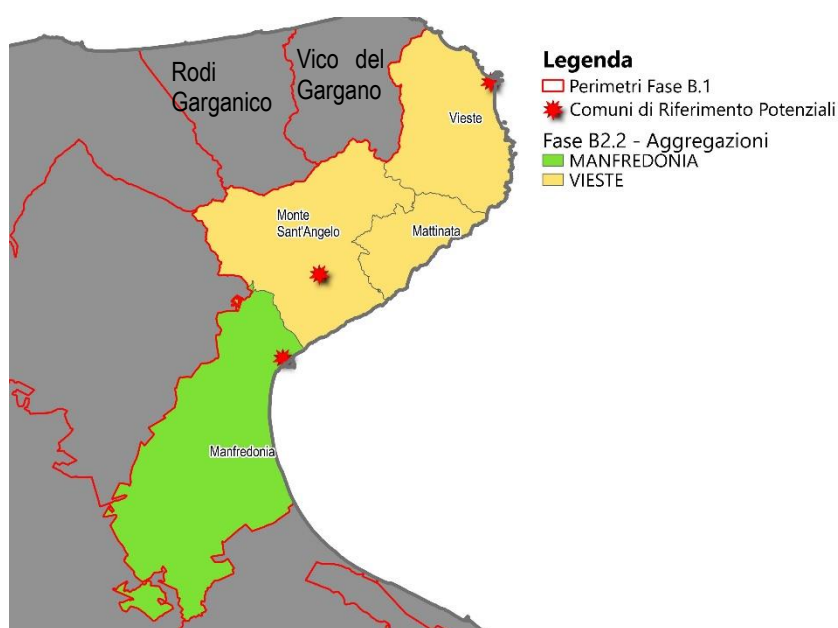 Rodi
Garganico
Vico del
Gargano
Vieste
Monte
Sant'Angelo
Mattinata
Manfredonia
Legenda
Perimetri Fase B.1
Comuni di Riferimento Potenziali
Fase B2.2 - Aggregazioni
MANFREDONIA
VIESTE